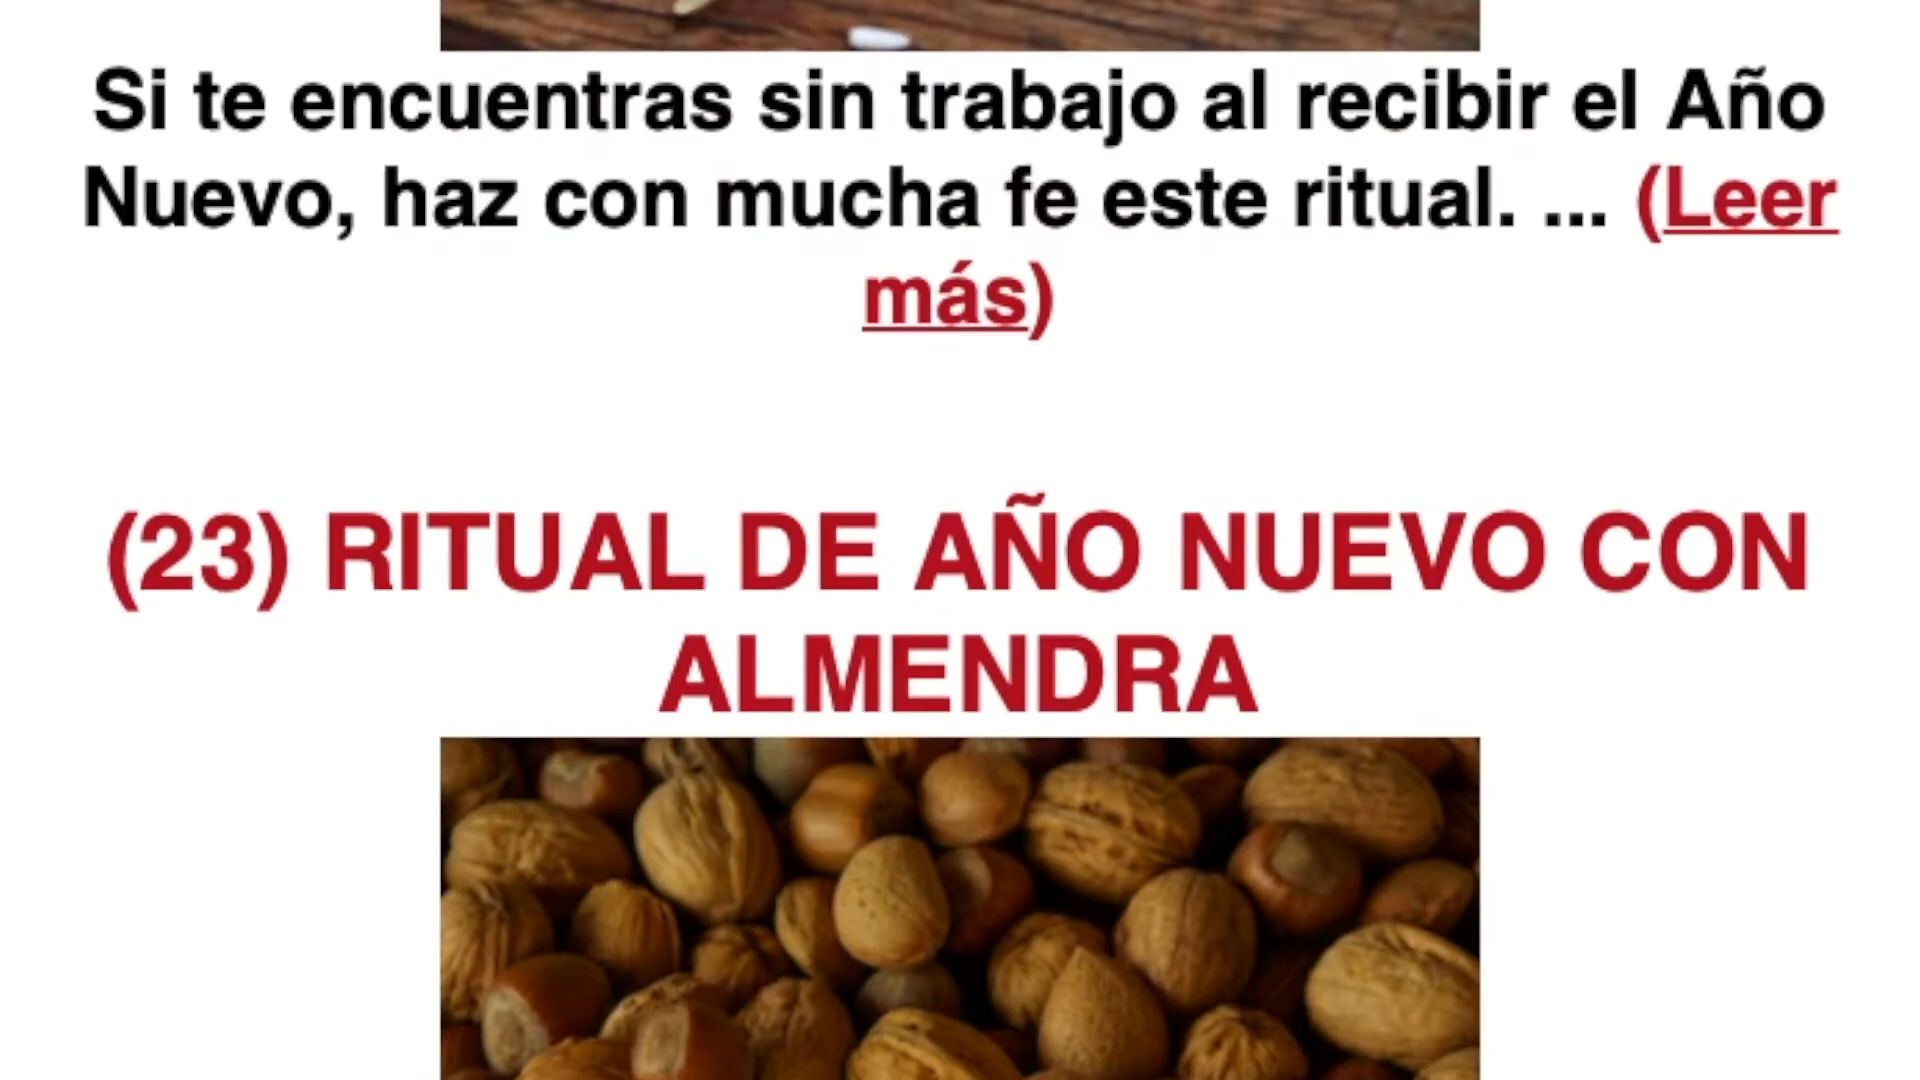 Si te encuentras sin trabajo al recibir el Año
Nuevo, haz con mucha fe este ritual. ... (Leer
más)
(23) RITUAL DE AÑO NUEVO CON
ALMENDRA